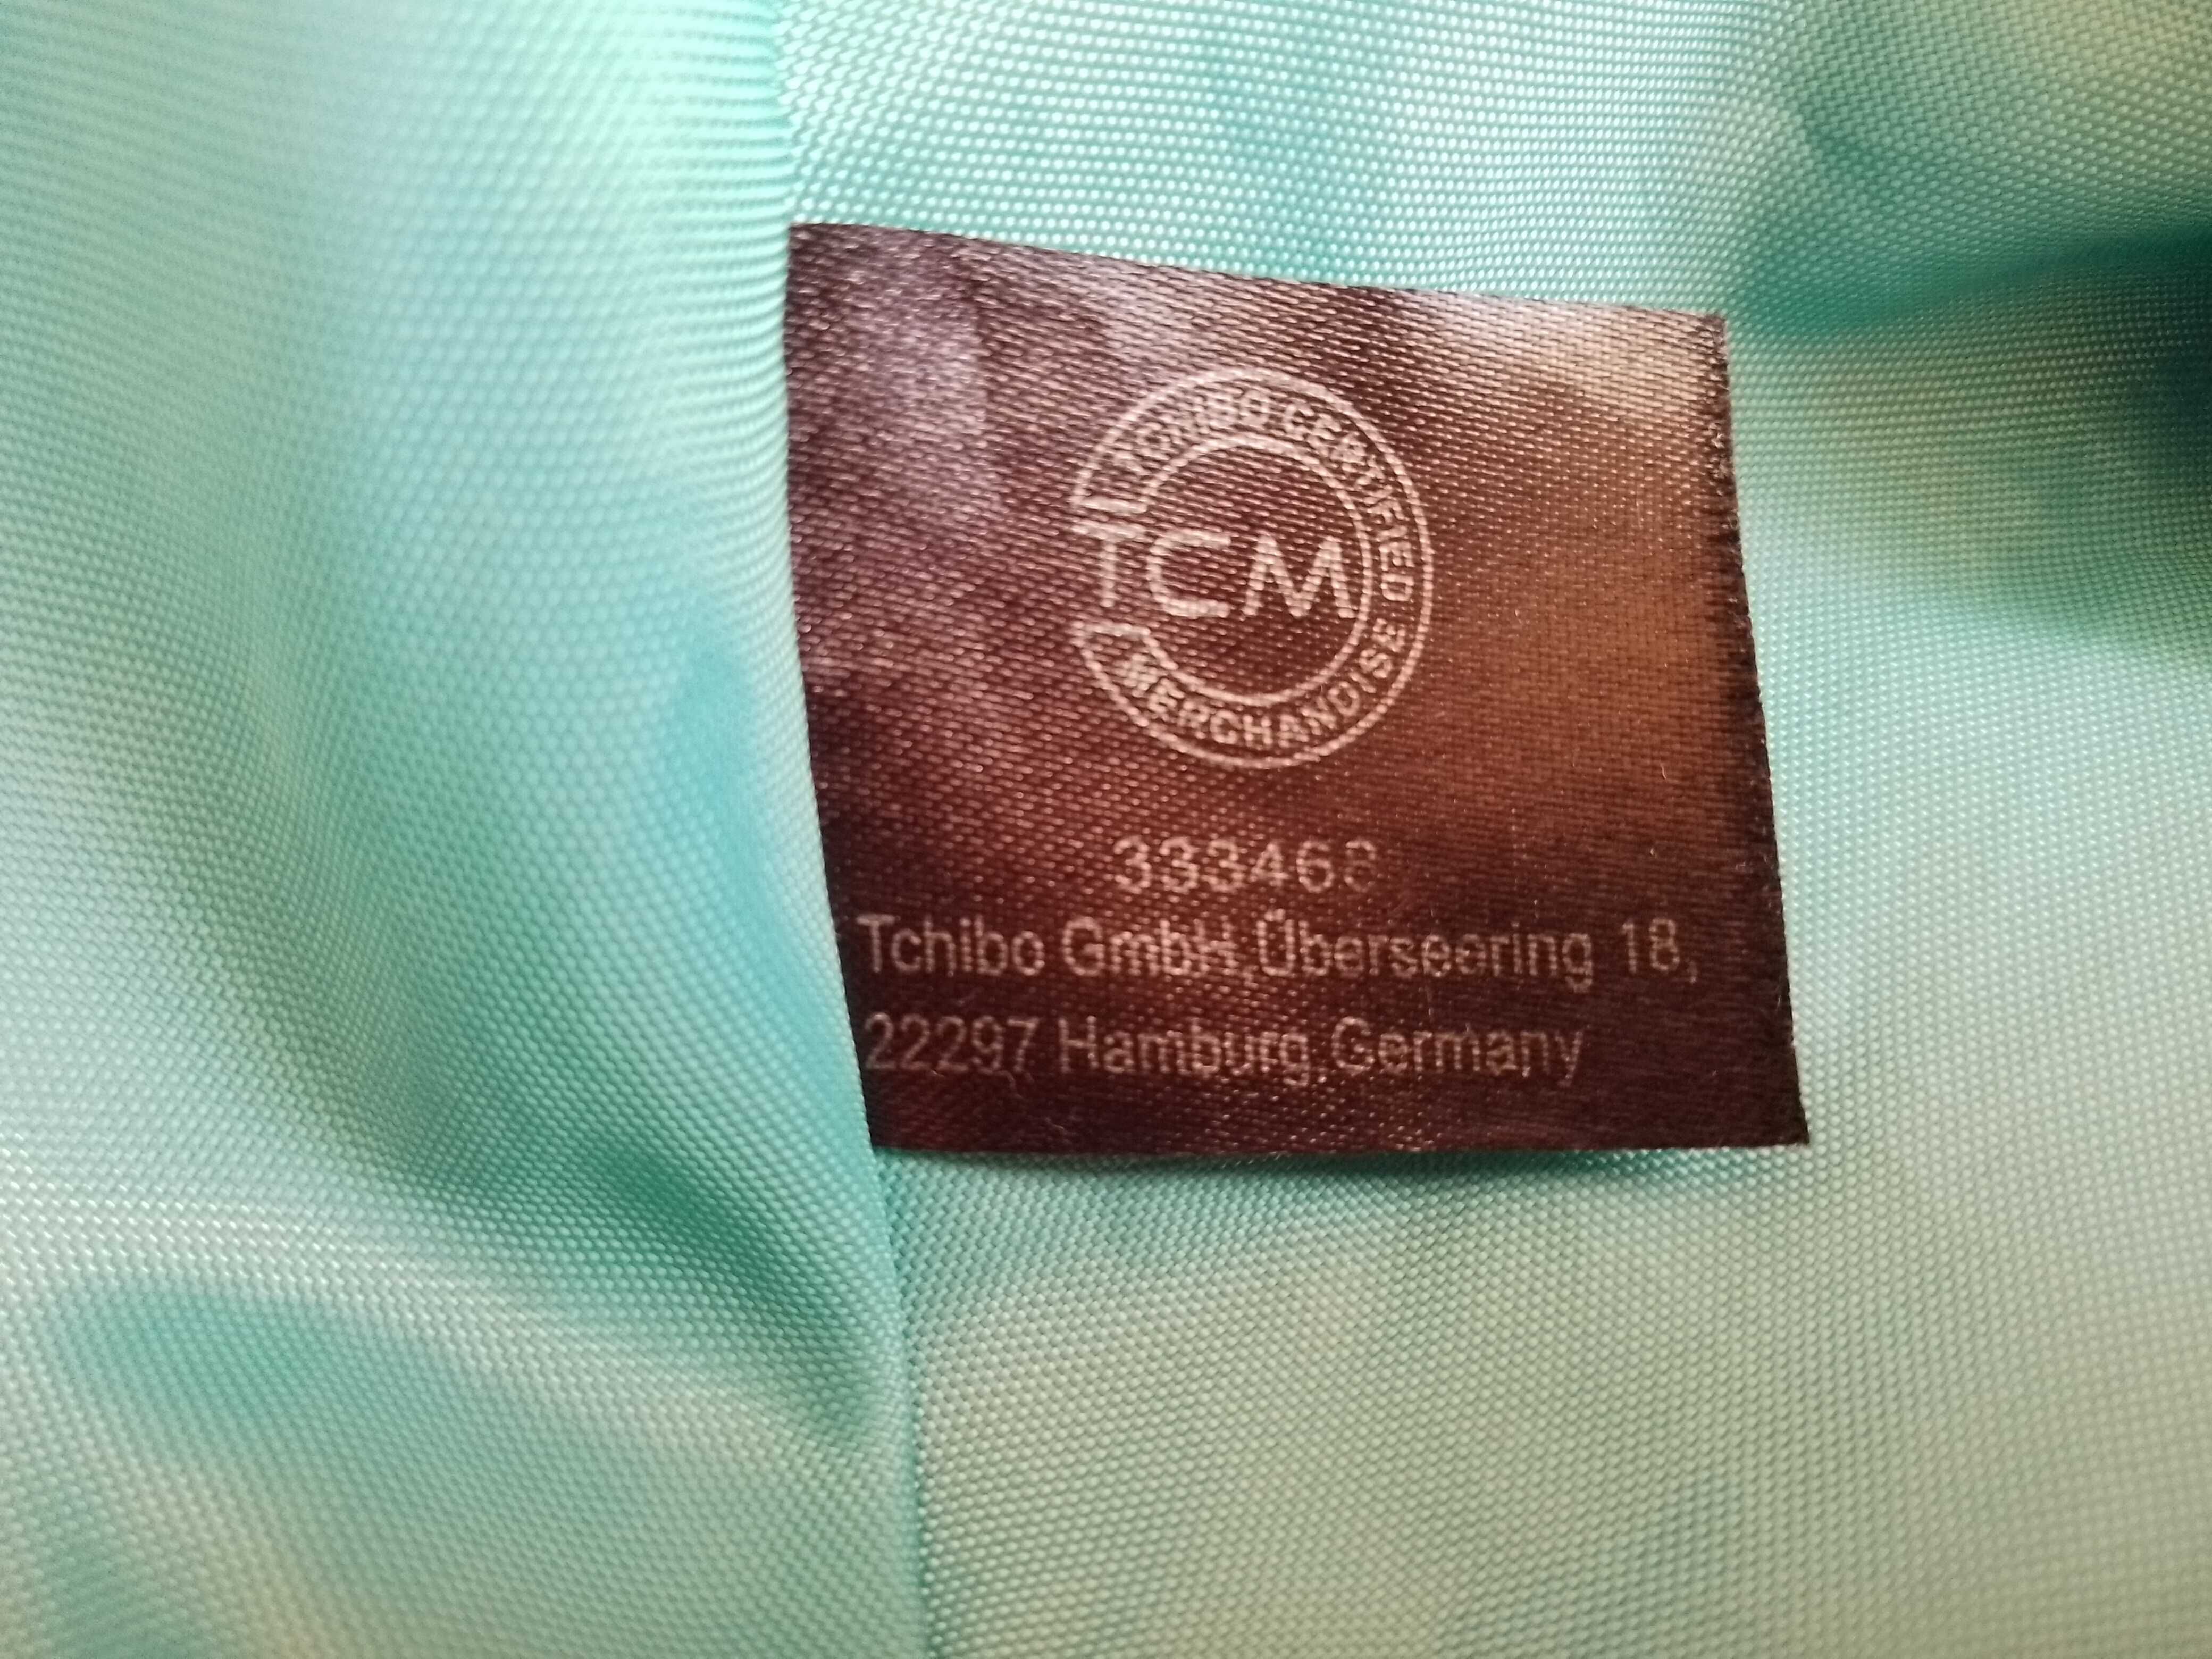 TCHIBO CERTIFIED
TCM
MERCHANDISE
333468
Tchibo GmbH,Überseering 18,
22297 Hamburg,Germany